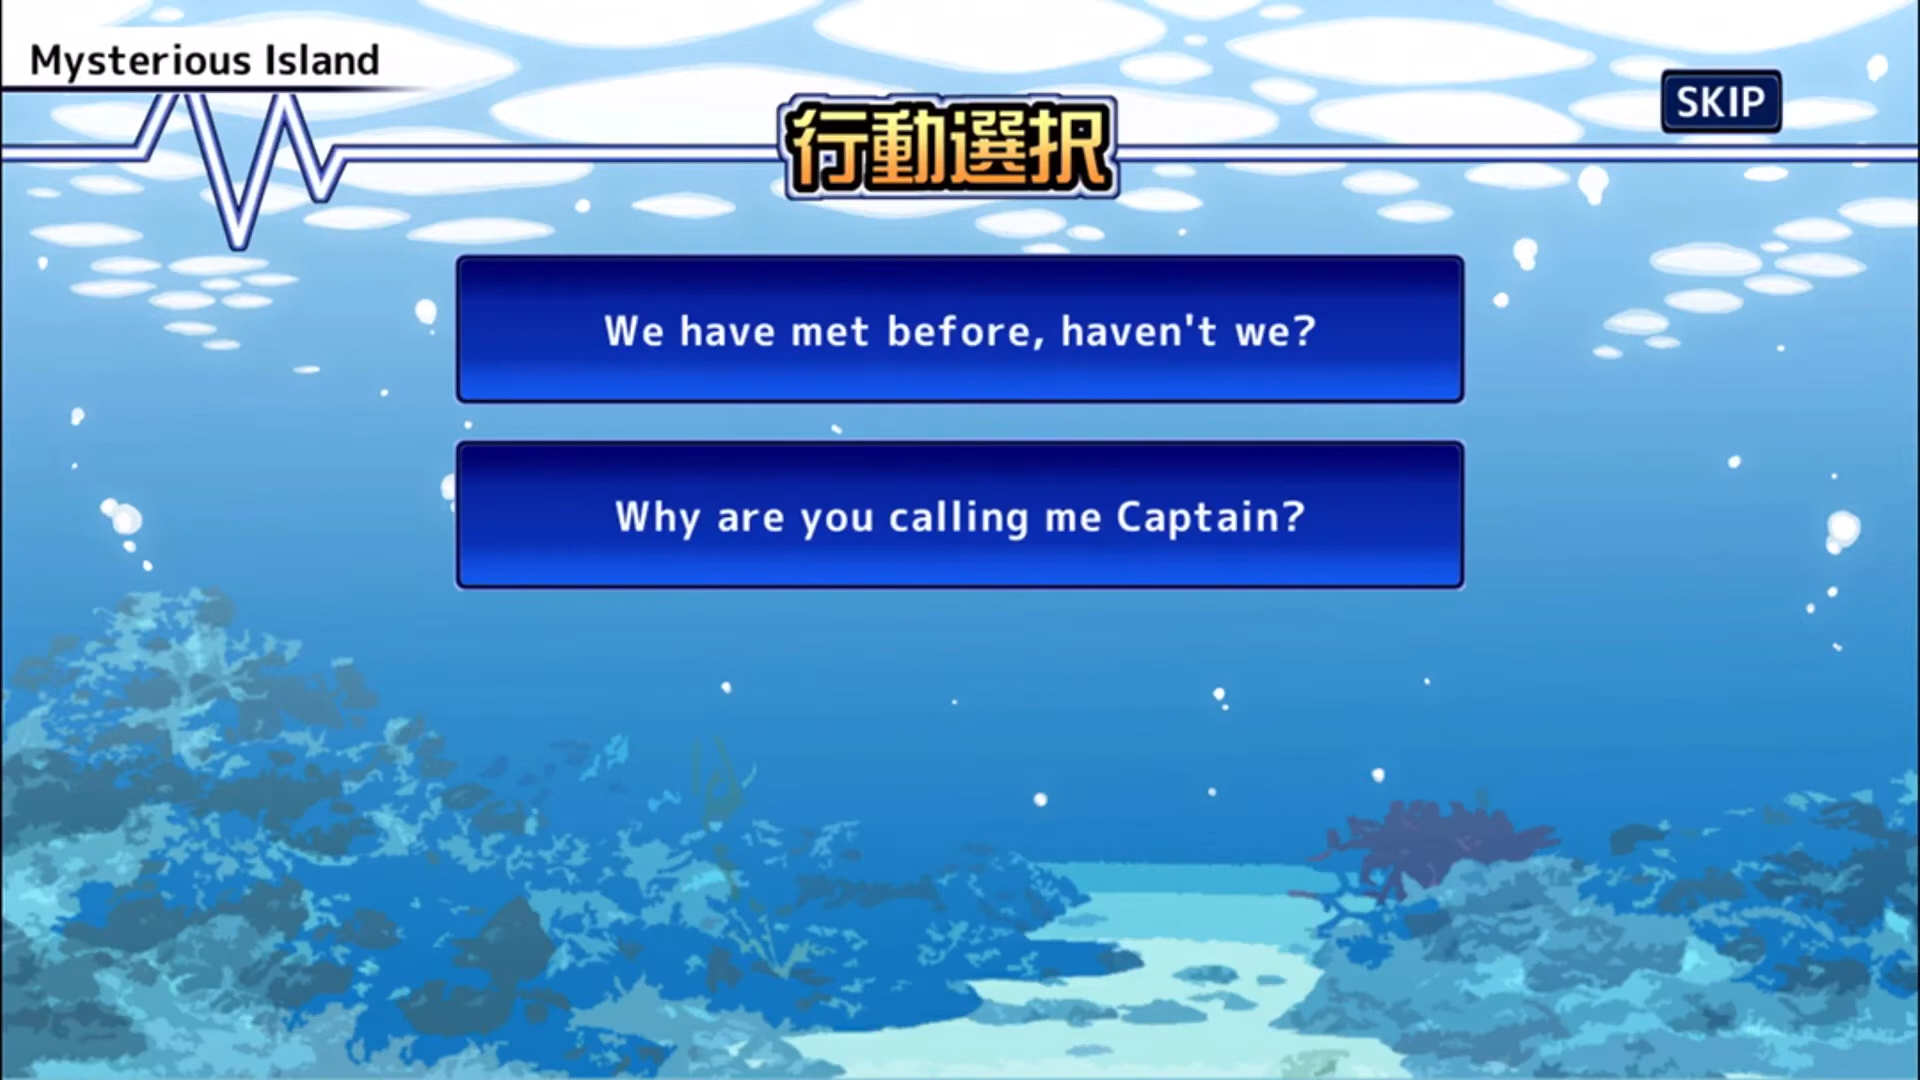 Mysterious Island
SKIP
行動選択
We have met before, haven't we?
Why are you calling me Captain?